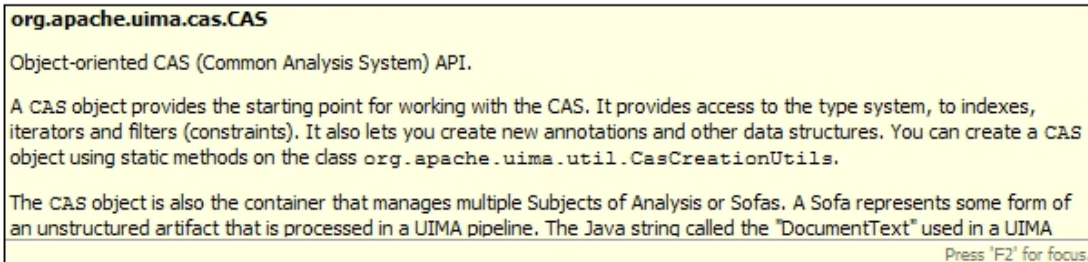 org.apache.uima.cas.CAS
Object-oriented CAS (Common Analysis System) API.
A CAS object provides the starting point for working with the CAS. It provides access to the type system, to indexes,
iterators and filters (constraints). It also lets you create new annotations and other data structures. You can create a CAS
object using static methods on the class org.apache.uima.util.CasCreationUtils.
The CAS object is also the container that manages multiple Subjects of Analysis or Sofas. A Sofa represents some form of
an unstructured artifact that is processed in a UIMA pipeline. The Java string called the "DocumentText" used in a UIMA
Press 'F2' for focus